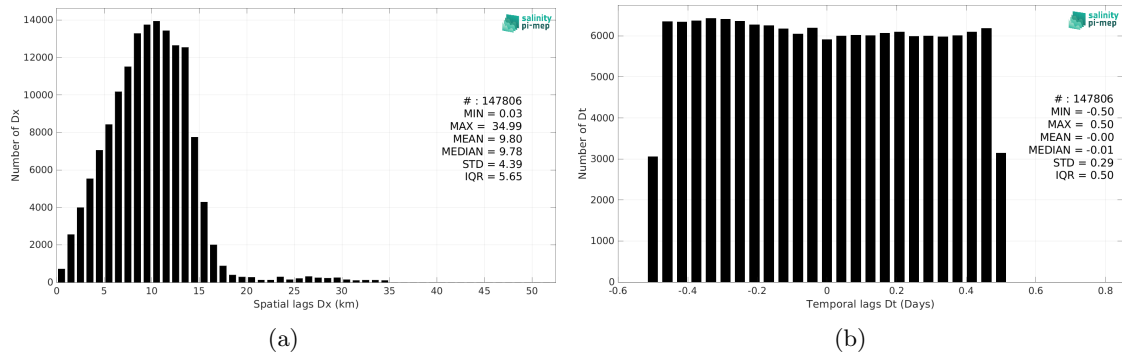 salinity
pi-mep
Number of Dx
14000
12000
10000
8000
6000
4000
2000
0
# : 147806
MIN = 0.03
MAX = 34.99
MEAN = 9.80
MEDIAN = 9.78
STD = 4.39
IQR = 5.65
0 5 10 15 20 25 30 35 40 45 50
Spatial lags Dx (km)
(a)
salinity
pi-mep
Number of Dt
6000
5000
4000
3000
2000
1000
0
# : 147806
MIN = -0.50
MAX = 0.50
MEAN = -0.00
MEDIAN = -0.01
STD = 0.29
IQR = 0.50
-0.6 -0.4 -0.2 0 0.2 0.4 0.6 0.8
Temporal lags Dt (Days)
(b)